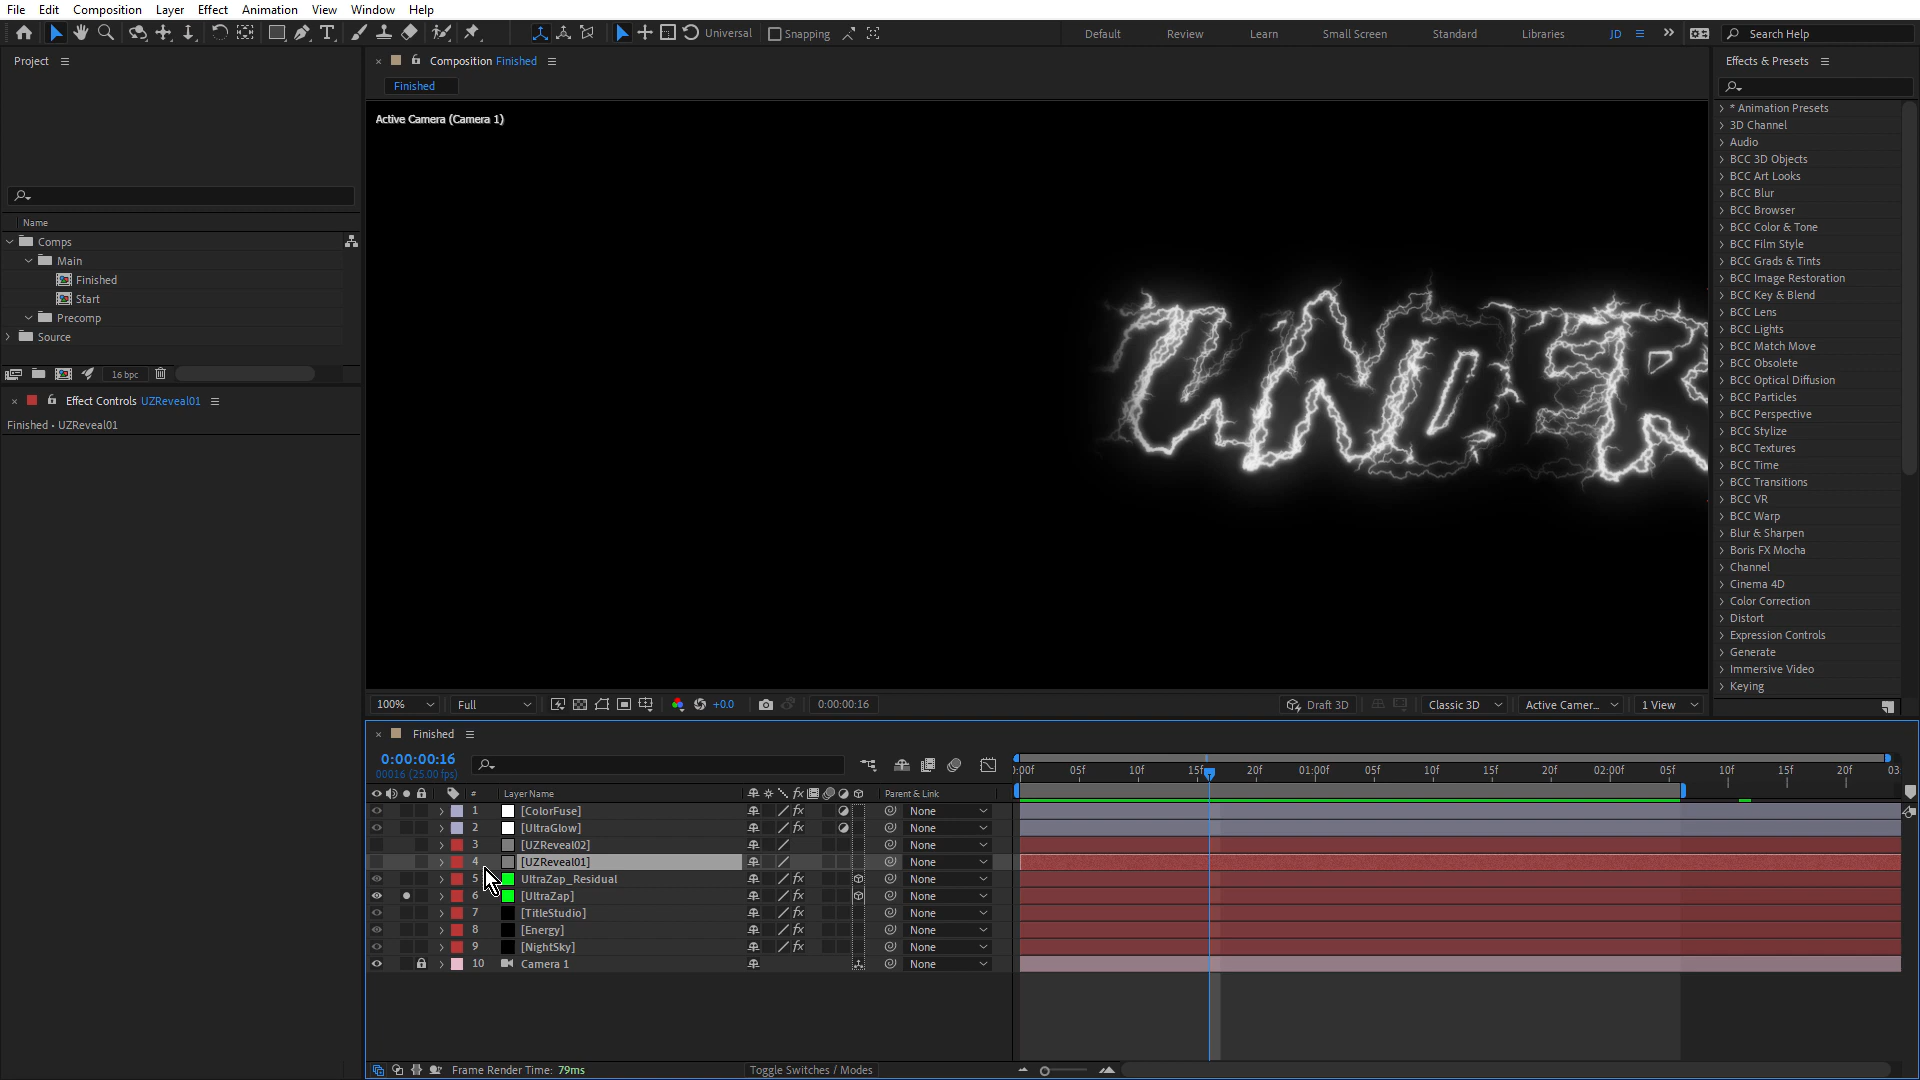 File Edit Composition Layer Effect Animation View Window Help
Universal Snapping Default Review Learn Small Screen Standard Libraries JD Search Help
Project
Name
Comps
Main
Finished
Start
Precomp
Source
16 bpc
Effect Controls UZReveal01
Finished • UZReveal01
Composition Finished
Finished
Active Camera (Camera 1)
UNDER
100% Full +0.0 0:00:00:16 Draft 3D Classic 3D Active Camer... 1 View
Effects & Presets
* Animation Presets
3D Channel
Audio
BCC 3D Objects
BCC Art Looks
BCC Blur
BCC Browser
BCC Color & Tone
BCC Film Style
BCC Grads & Tints
BCC Image Restoration
BCC Key & Blend
BCC Lens
BCC Lights
BCC Match Move
BCC Obsolete
BCC Optical Diffusion
BCC Particles
BCC Perspective
BCC Stylize
BCC Textures
BCC Time
BCC Transitions
BCC VR
BCC Warp
Blur & Sharpen
Boris FX Mocha
Channel
Cinema 4D
Color Correction
Distort
Expression Controls
Generate
Immersive Video
Keying
Finished
0:00:00:16
00016 (25.00 fps)
:00f 05f 10f 15f 20f 01:00f 05f 10f 15f 20f 02:00f 05f 10f 15f 20f 03
# Layer Name fx Parent & Link
1 [ColorFuse] fx None
2 [UltraGlow] fx None
3 [UZReveal02] None
4 [UZReveal01] None
5 UltraZap_Residual fx None
6 [UltraZap] fx None
7 [TitleStudio] fx None
8 [Energy] fx None
9 [NightSky] fx None
10 Camera 1 None
Frame Render Time: 79ms Toggle Switches / Modes